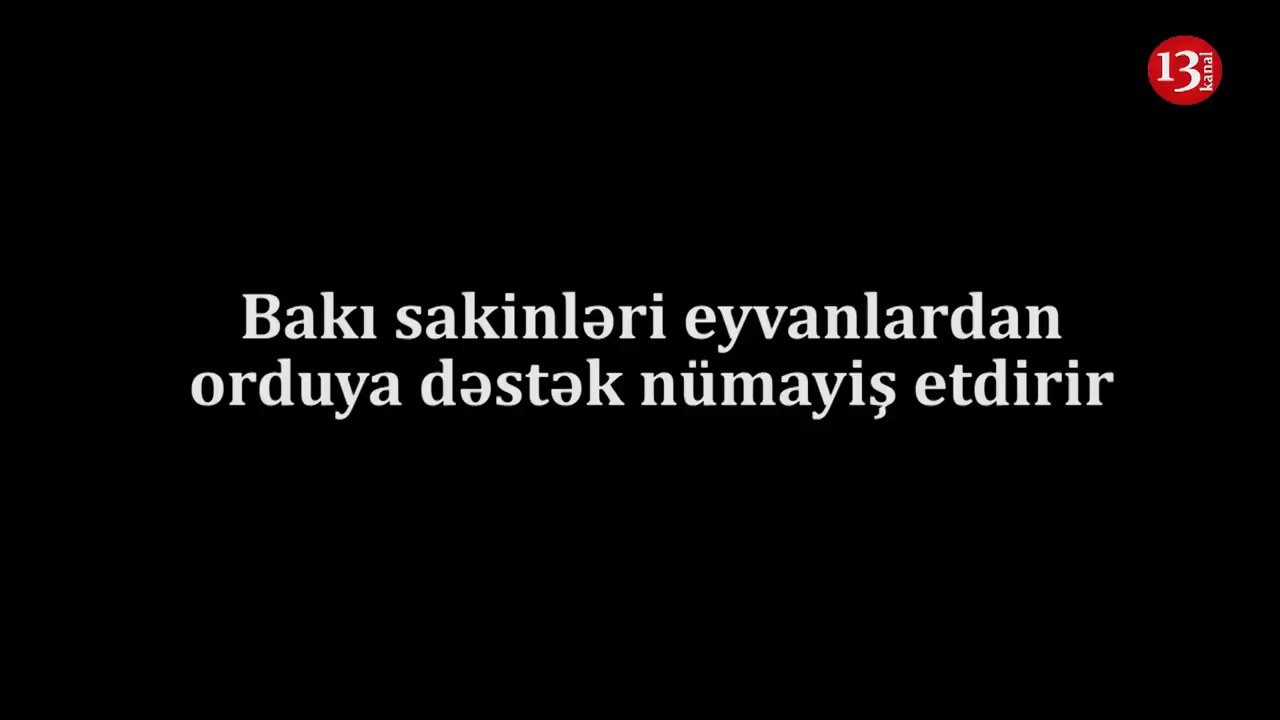 13 kanal
Bakı sakinləri eyvanlardan
orduya dəstək nümayiş etdirir